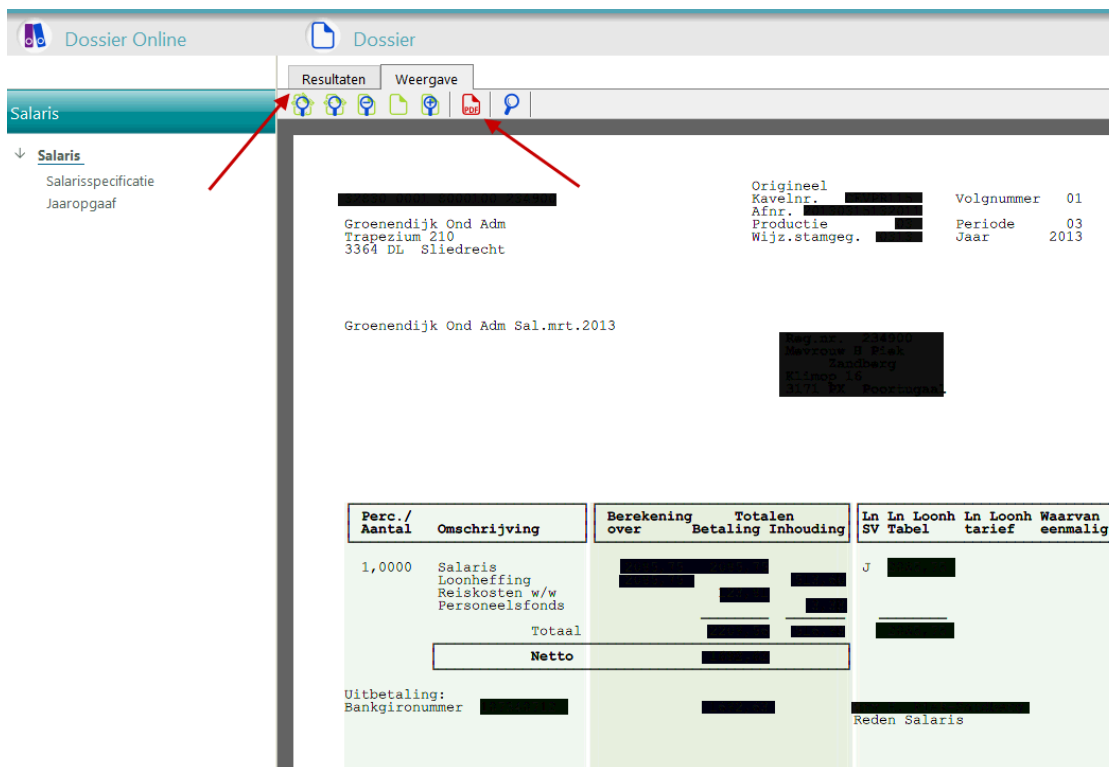 Dossier Online
Dossier
Resultaten Weergave
PDF
Salaris
Salaris
Salarisspecificatie
Jaaropgaaf
Origineel
Kavelnr. Volgnummer 01
Afnr.
Productie Periode 03
Wijz.stamgeg. Jaar 2013
Groenendijk Ond Adm
Trapezium 210
3364 DL Sliedrecht
Groenendijk Ond Adm Sal.mrt.2013
Perc./ Berekening Totalen Ln Ln Loonh Ln Loonh Waarvan
Aantal Omschrijving over Betaling Inhouding SV Tabel tarief eenmalig
1,0000 Salaris J
Loonheffing
Reiskosten w/w
Personeelsfonds
Totaal
Netto
Uitbetaling:
Bankgironummer
Reden Salaris